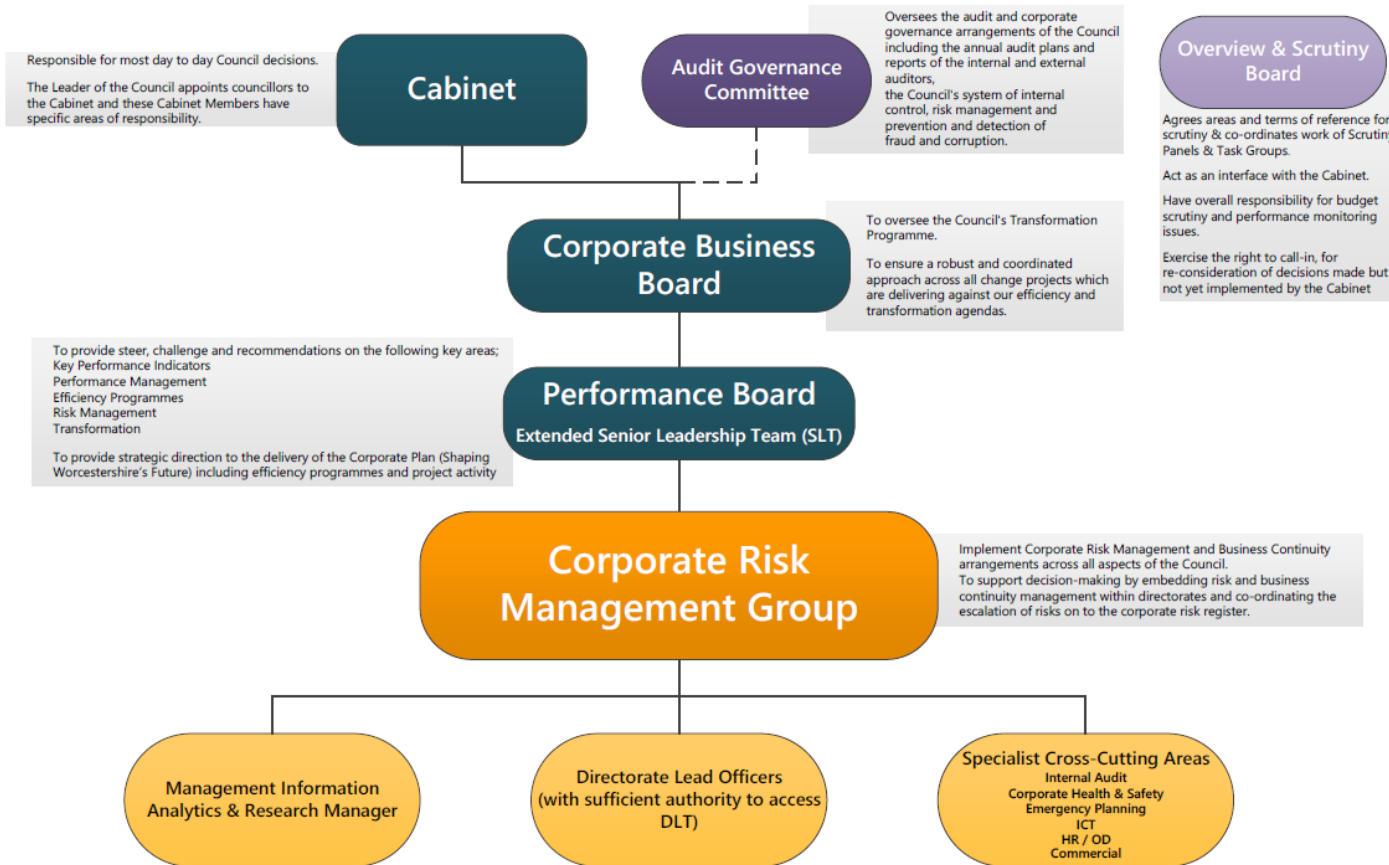 Responsible for most day to day Council decisions.
The Leader of the Council appoints councillors to
the Cabinet and these Cabinet Members have
specific areas of responsibility.
Cabinet
Audit Governance
Committee
Oversees the audit and corporate
governance arrangements of the Council
including the annual audit plans and
reports of the internal and external
auditors,
the Council's system of internal
control, risk management and
prevention and detection of
fraud and corruption.
Overview & Scrutiny
Board
Agrees areas and terms of reference for
scrutiny & co-ordinates work of Scrutiny
Panels & Task Groups.
Act as an interface with the Cabinet.
Have overall responsibility for budget
scrutiny and performance monitoring
issues.
Exercise the right to call-in, for
re-consideration of decisions made but
not yet implemented by the Cabinet
Corporate Business
Board
To oversee the Council's Transformation
Programme.
To ensure a robust and coordinated
approach across all change projects which
are delivering against our efficiency and
transformation agendas.
To provide steer, challenge and recommendations on the following key areas;
Key Performance Indicators
Performance Management
Efficiency Programmes
Risk Management
Transformation
To provide strategic direction to the delivery of the Corporate Plan (Shaping
Worcestershire's Future) including efficiency programmes and project activity
Performance Board
Extended Senior Leadership Team (SLT)
Corporate Risk
Management Group
Implement Corporate Risk Management and Business Continuity
arrangements across all aspects of the Council.
To support decision-making by embedding risk and business
continuity management within directorates and co-ordinating the
escalation of risks on to the corporate risk register.
Management Information
Analytics & Research Manager
Directorate Lead Officers
(with sufficient authority to access
DLT)
Specialist Cross-Cutting Areas
Internal Audit
Corporate Health & Safety
Emergency Planning
ICT
HR / OD
Commercial